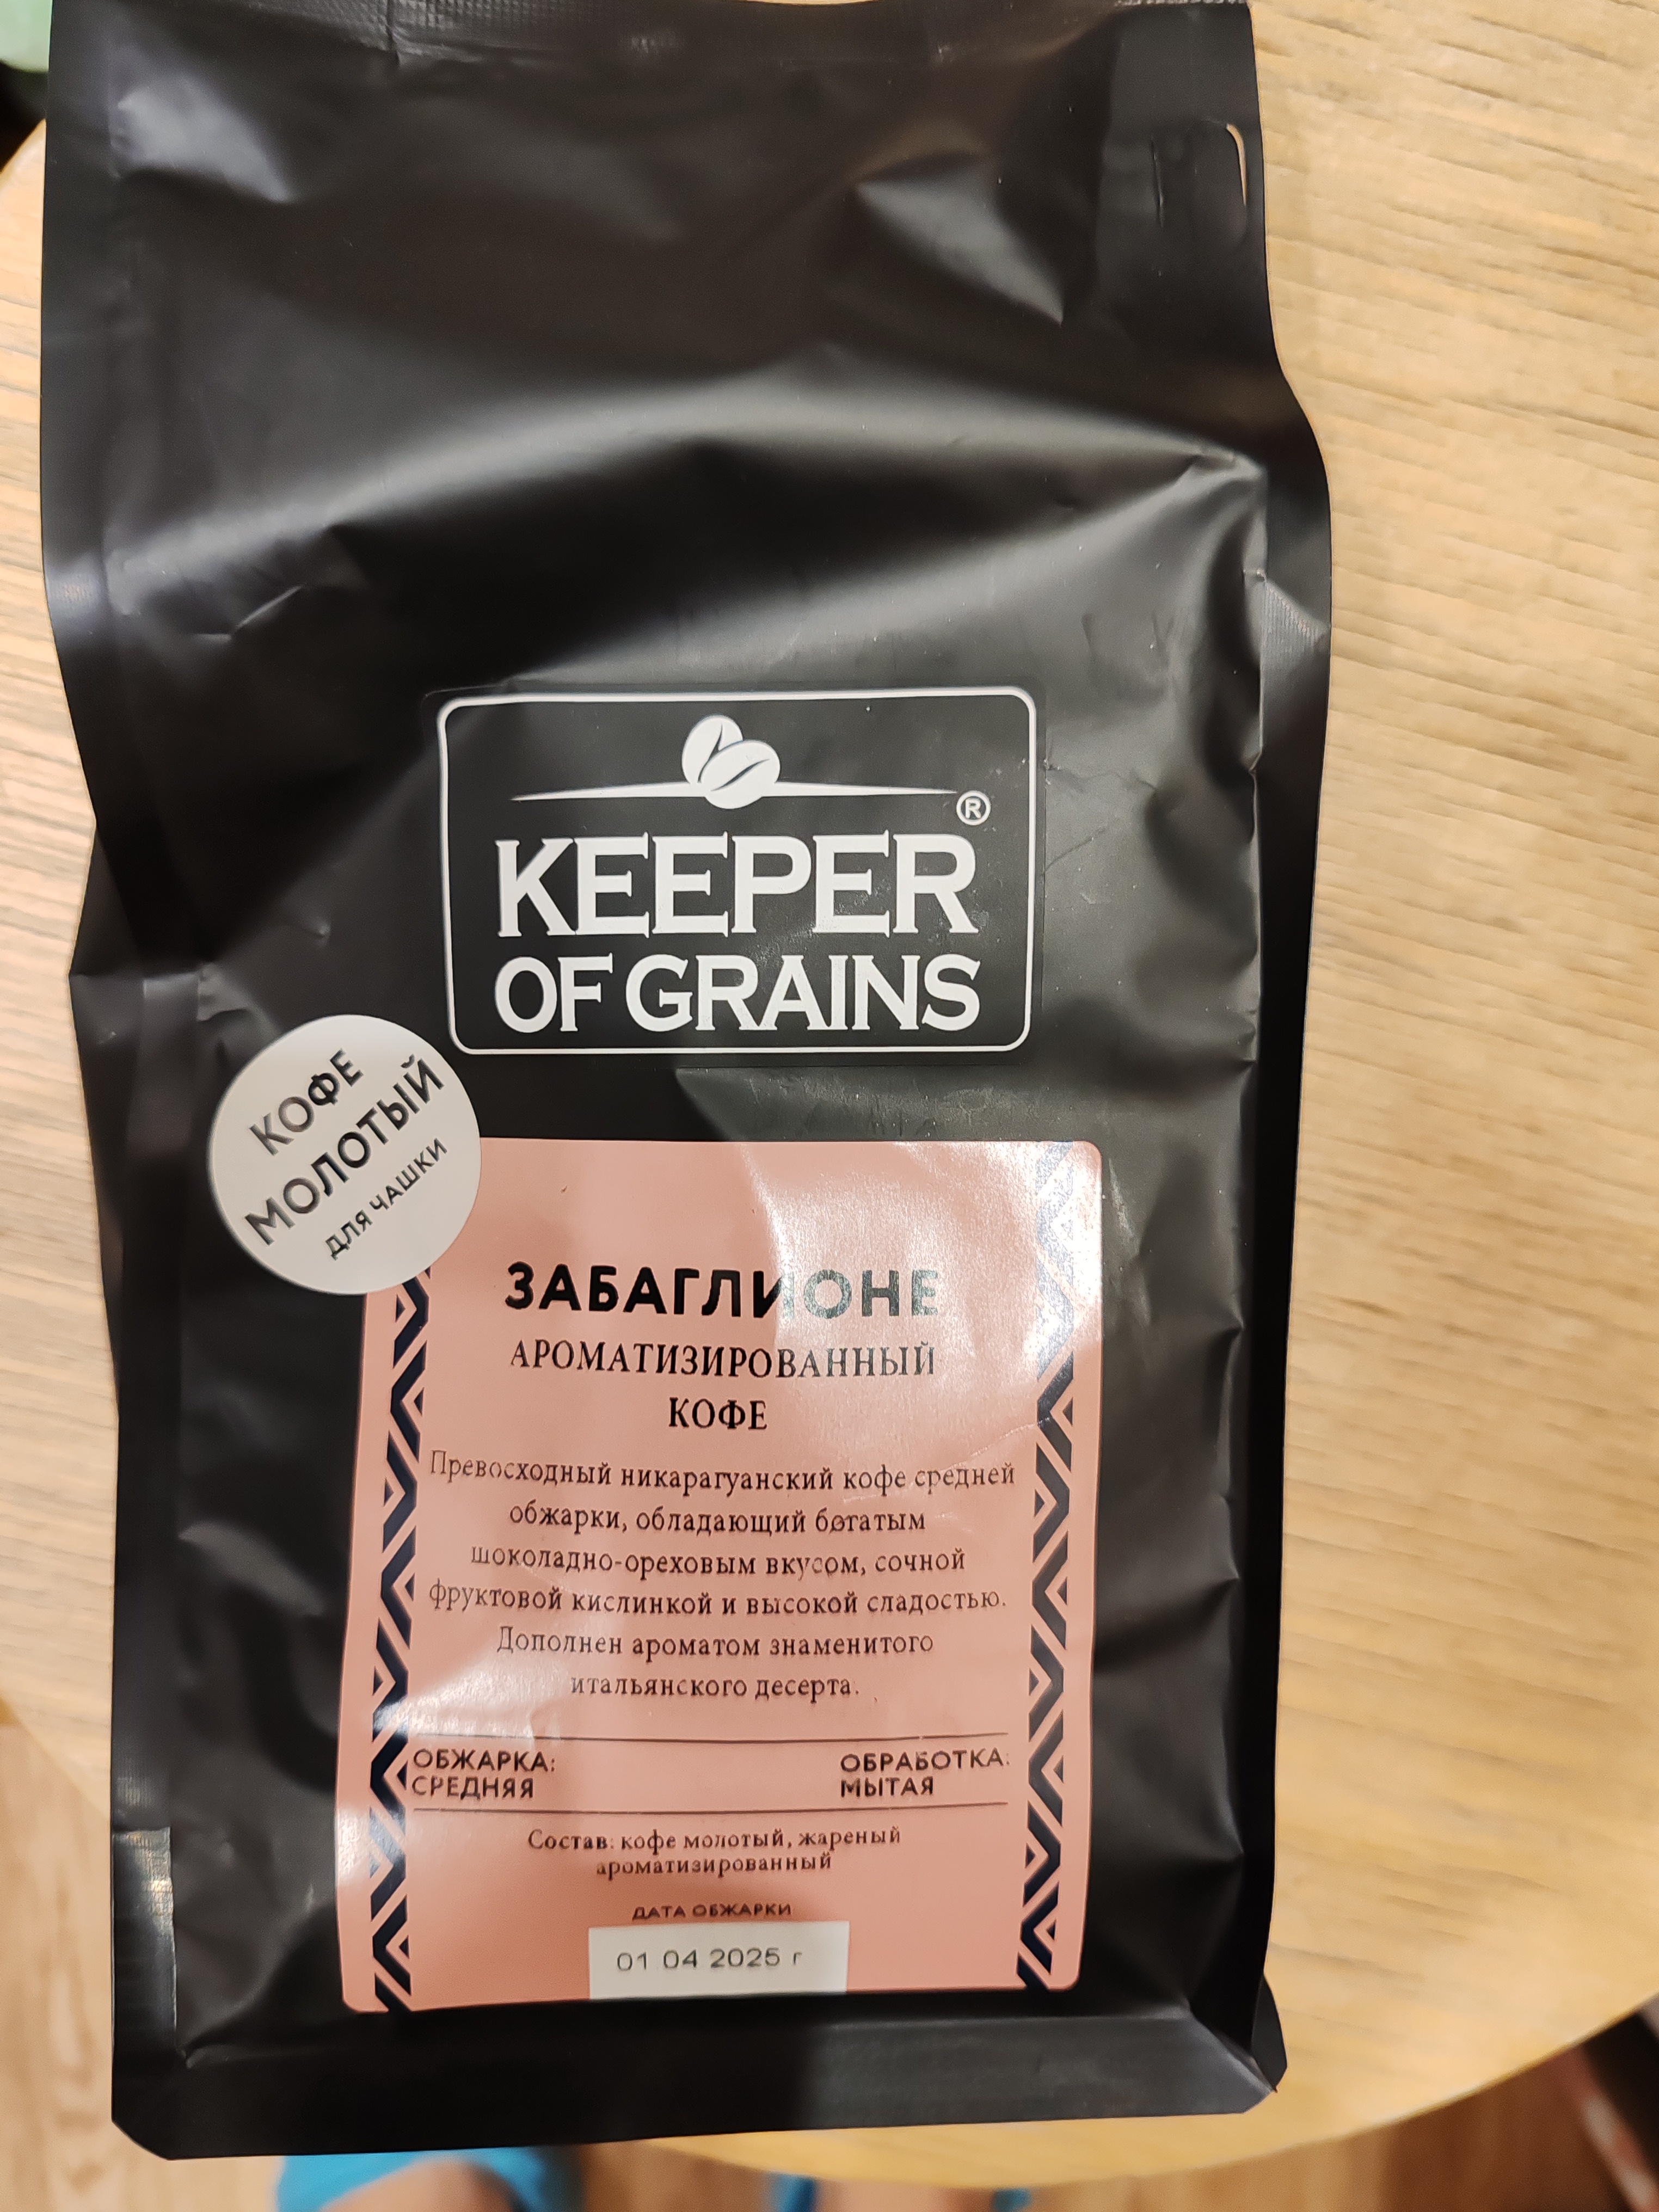 ®
KEEPER
OF GRAINS
КОФЕ
МОЛОТЫЙ
ДЛЯ ЧАШКИ
ЗАБАГЛИОНЕ
АРОМАТИЗИРОВАННЫЙ
КОФЕ
Превосходный никарагуанский кофе средней
обжарки, обладающий богатым
шоколадно-ореховым вкусом, сочной
фруктовой кислинкой и высокой сладостью.
Дополнен ароматом знаменитого
итальянского десерта.
ОБЖАРКА:
СРЕДНЯЯ
ОБРАБОТКА:
МЫТАЯ
Состав: кофе молотый, жареный
ароматизированный
ДАТА ОБЖАРКИ
01 04 2025 г